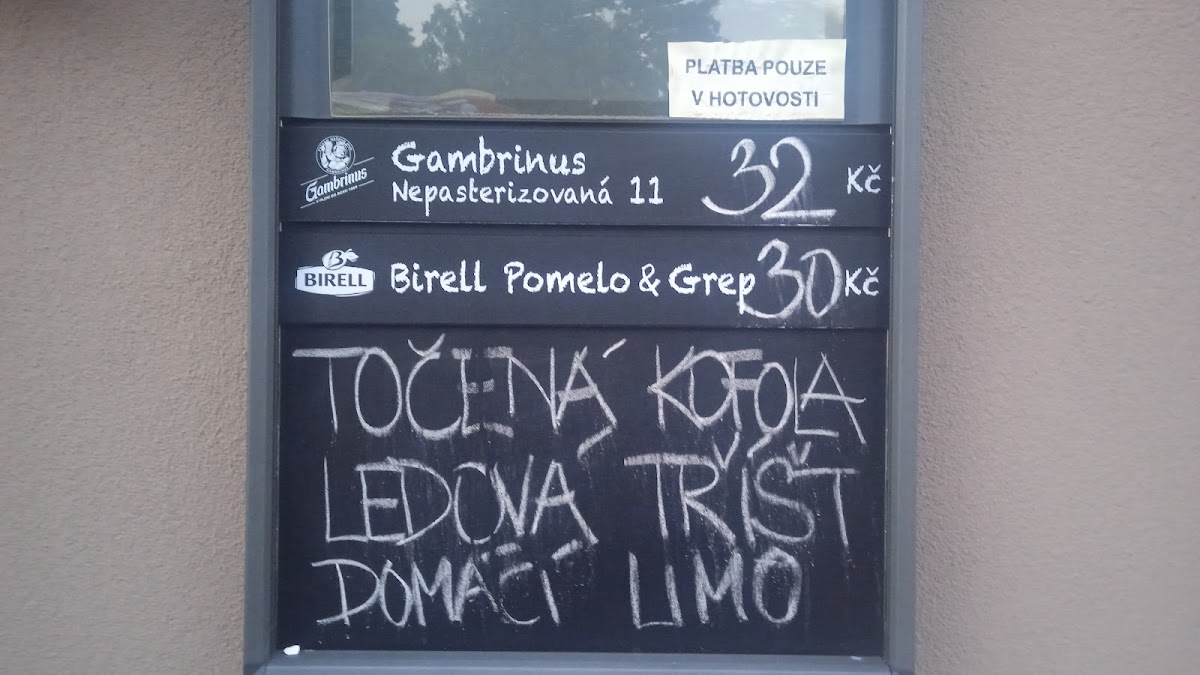 PLATBA POUZE
V HOTOVOSTI
Gambrinus
Gambrinus
Nepasterizovaná 11 32 Kč
BIRELL
Birell Pomelo & Grep 30 Kč
TOČENÁ KOFOLA
LEDOVÁ TŘÍŠŤ
DOMÁCÍ LIMO